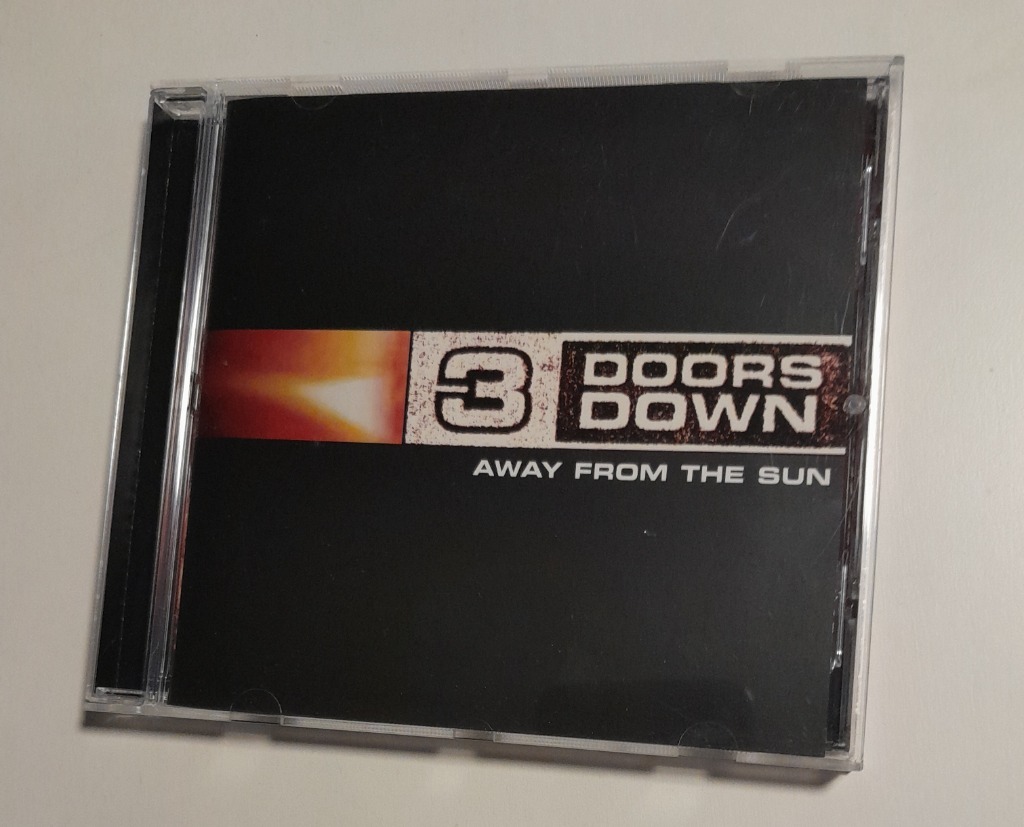 3 DOORS
DOWN
AWAY FROM THE SUN